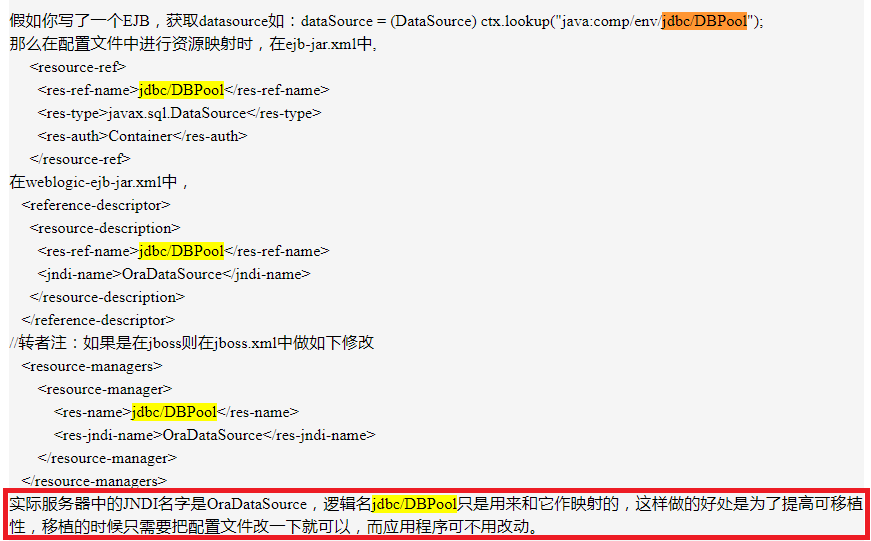 假如你写了一个EJB，获取datasource如：dataSource = (DataSource) ctx.lookup("java:comp/env/jdbc/DBPool");
那么在配置文件中进行资源映射时，在ejb-jar.xml中,
<resource-ref>
<res-ref-name>jdbc/DBPool</res-ref-name>
<res-type>javax.sql.DataSource</res-type>
<res-auth>Container</res-auth>
</resource-ref>
在weblogic-ejb-jar.xml中，
<reference-descriptor>
<resource-description>
<res-ref-name>jdbc/DBPool</res-ref-name>
<jndi-name>OraDataSource</jndi-name>
</resource-description>
</reference-descriptor>
//转者注：如果是在jboss则在jboss.xml中做如下修改
<resource-managers>
<resource-manager>
<res-name>jdbc/DBPool</res-name>
<res-jndi-name>OraDataSource</res-jndi-name>
</resource-manager>
</resource-managers>
实际服务器中的JNDI名字是OraDataSource，逻辑名jdbc/DBPool只是用来和它作映射的，这样做的好处是为了提高可移植
性，移植的时候只需要把配置文件改一下就可以，而应用程序可不用改动。